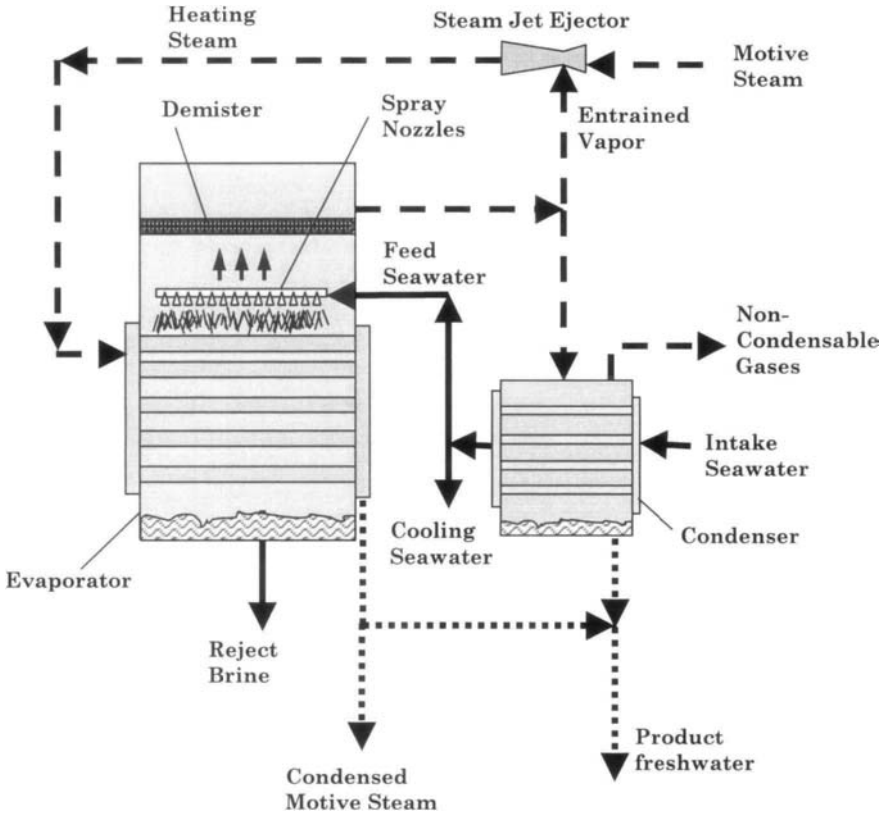 Heating
Steam
Steam Jet Ejector
Motive
Steam
Demister
Spray
Nozzles
Entrained
Vapor
Feed
Seawater
Non-
Condensable
Gases
Intake
Seawater
Cooling
Seawater
Condenser
Evaporator
Reject
Brine
Product
freshwater
Condensed
Motive Steam